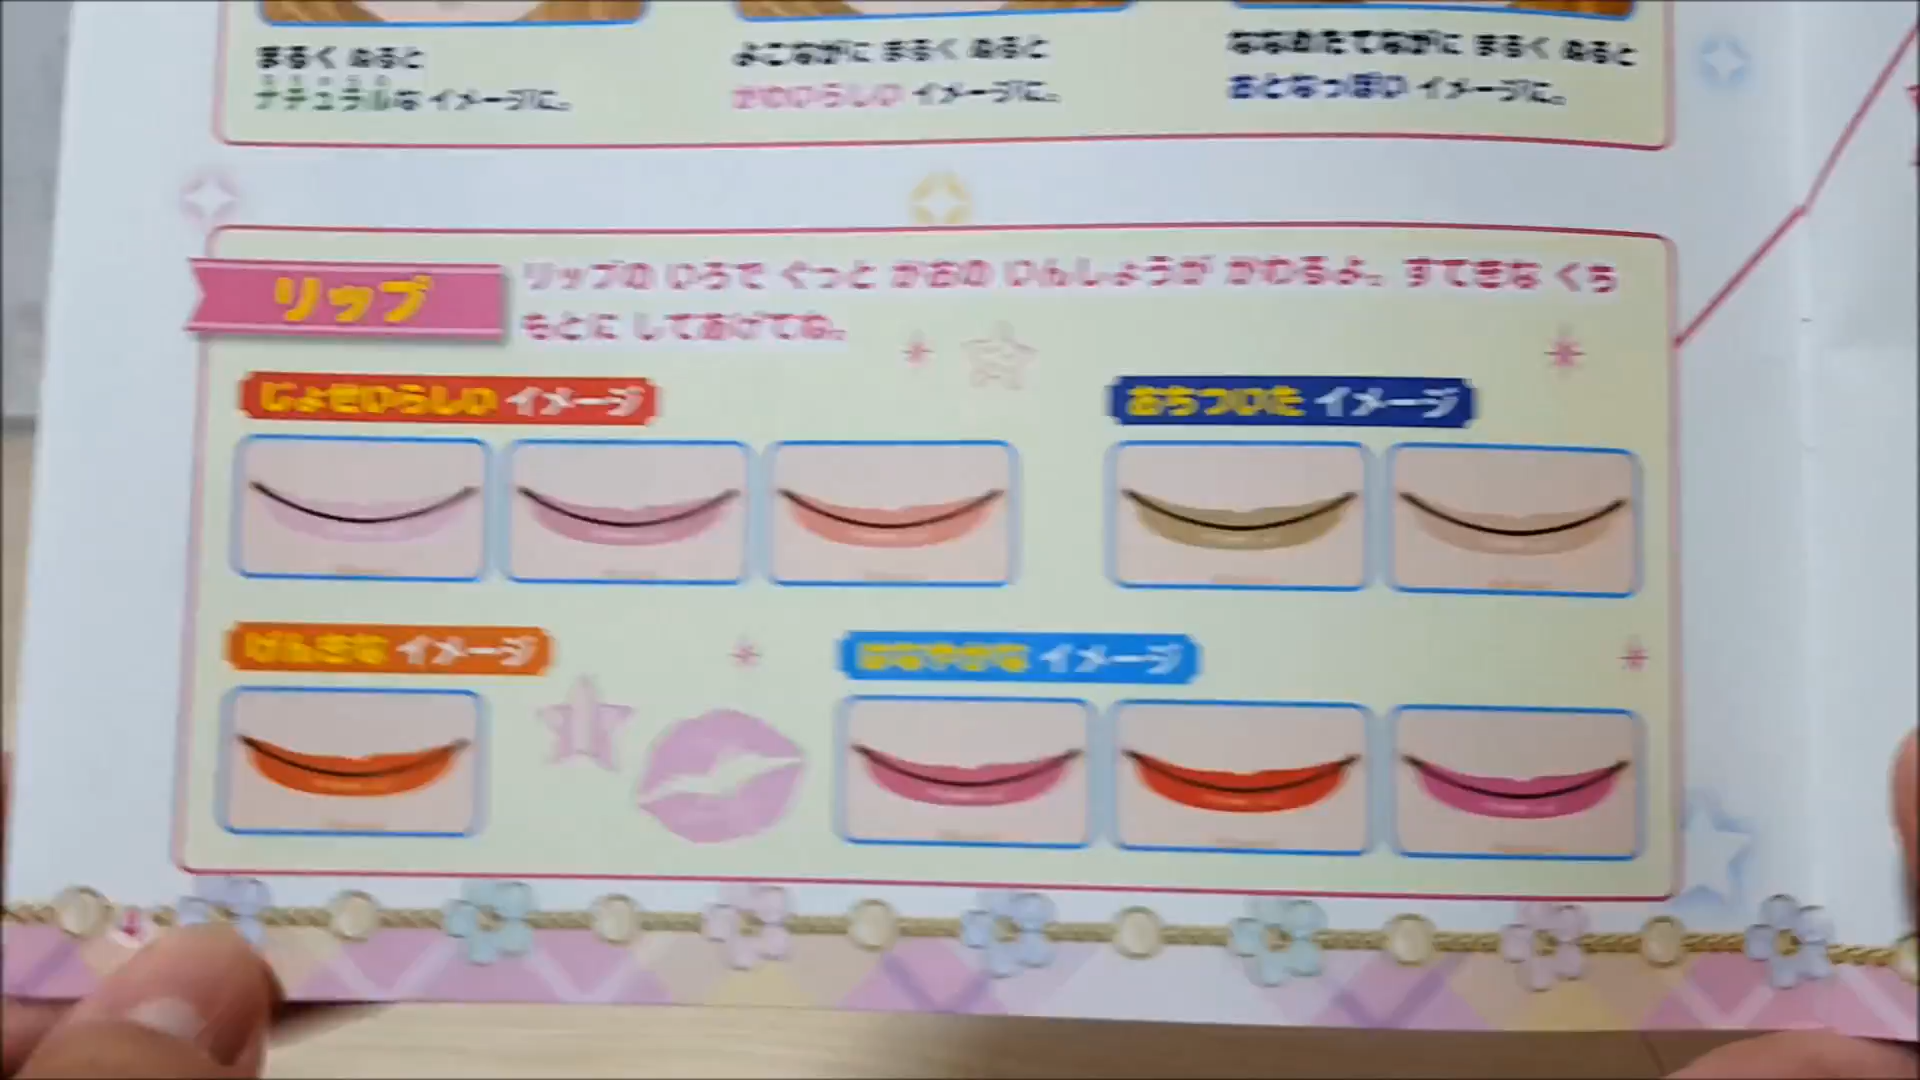 まるく ぬると
ナチュラルな イメージに。
よこながに まるく ぬると
かわいらしい イメージに。
ななめたてながに まるく ぬると
おとなっぽい イメージに。
リップ
リップの いろで ぐっと かおの いんしょうが かわるよ。 すてきな くち
もとに してあげてね。
じょせいらしい イメージ
おちついた イメージ
げんきな イメージ
はなやかな イメージ